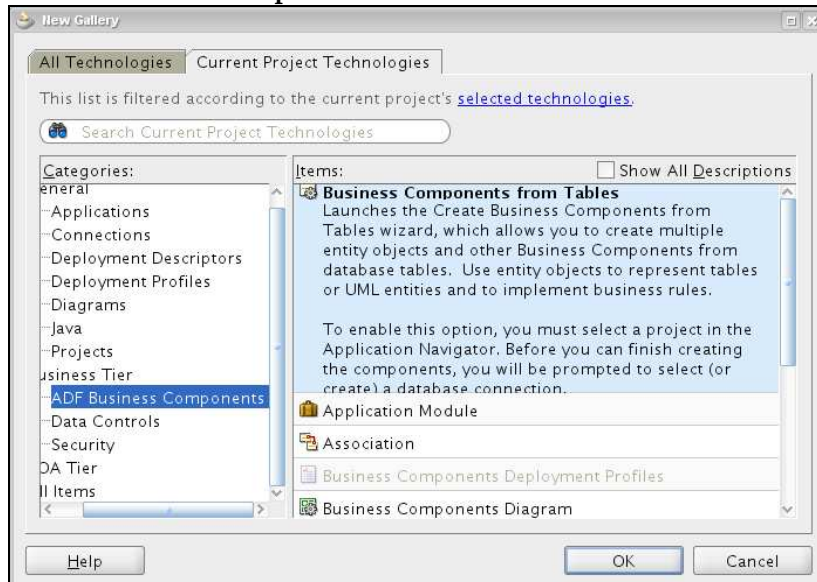 New Gallery
All Technologies
Current Project Technologies
This list is filtered according to the current project's selected technologies.
Search Current Project Technologies
Categories:
eneral
Applications
Connections
Deployment Descriptors
Deployment Profiles
Diagrams
Java
Projects
usiness Tier
ADF Business Components
Data Controls
Security
OA Tier
ll Items
Items:
Show All Descriptions
Business Components from Tables
Launches the Create Business Components from
Tables wizard, which allows you to create multiple
entity objects and other Business Components from
database tables. Use entity objects to represent tables
or UML entities and to implement business rules.
To enable this option, you must select a project in the
Application Navigator. Before you can finish creating
the components, you will be prompted to select (or
create) a database connection.
Application Module
Association
Business Components Deployment Profiles
Business Components Diagram
Help
OK
Cancel